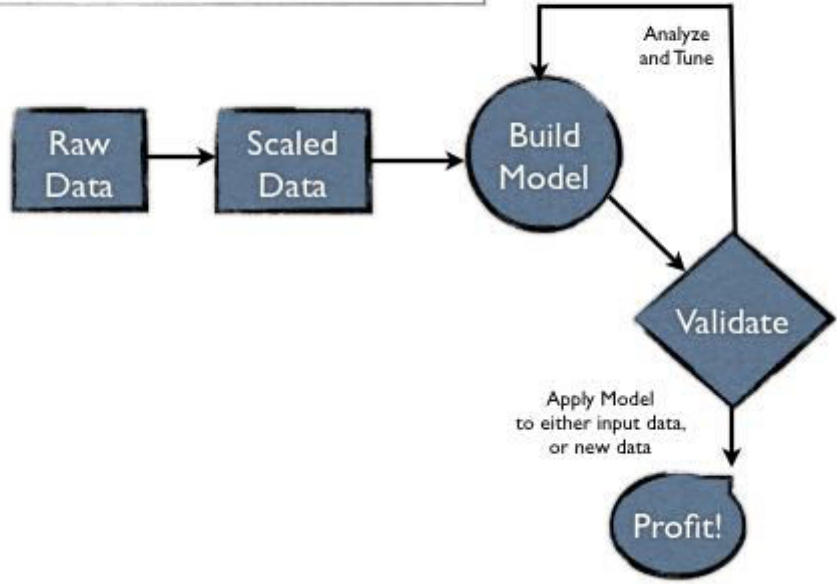 Analyze
and Tune
Raw
Data
Scaled
Data
Build
Model
Validate
Apply Model
to either input data,
or new data
Profit!